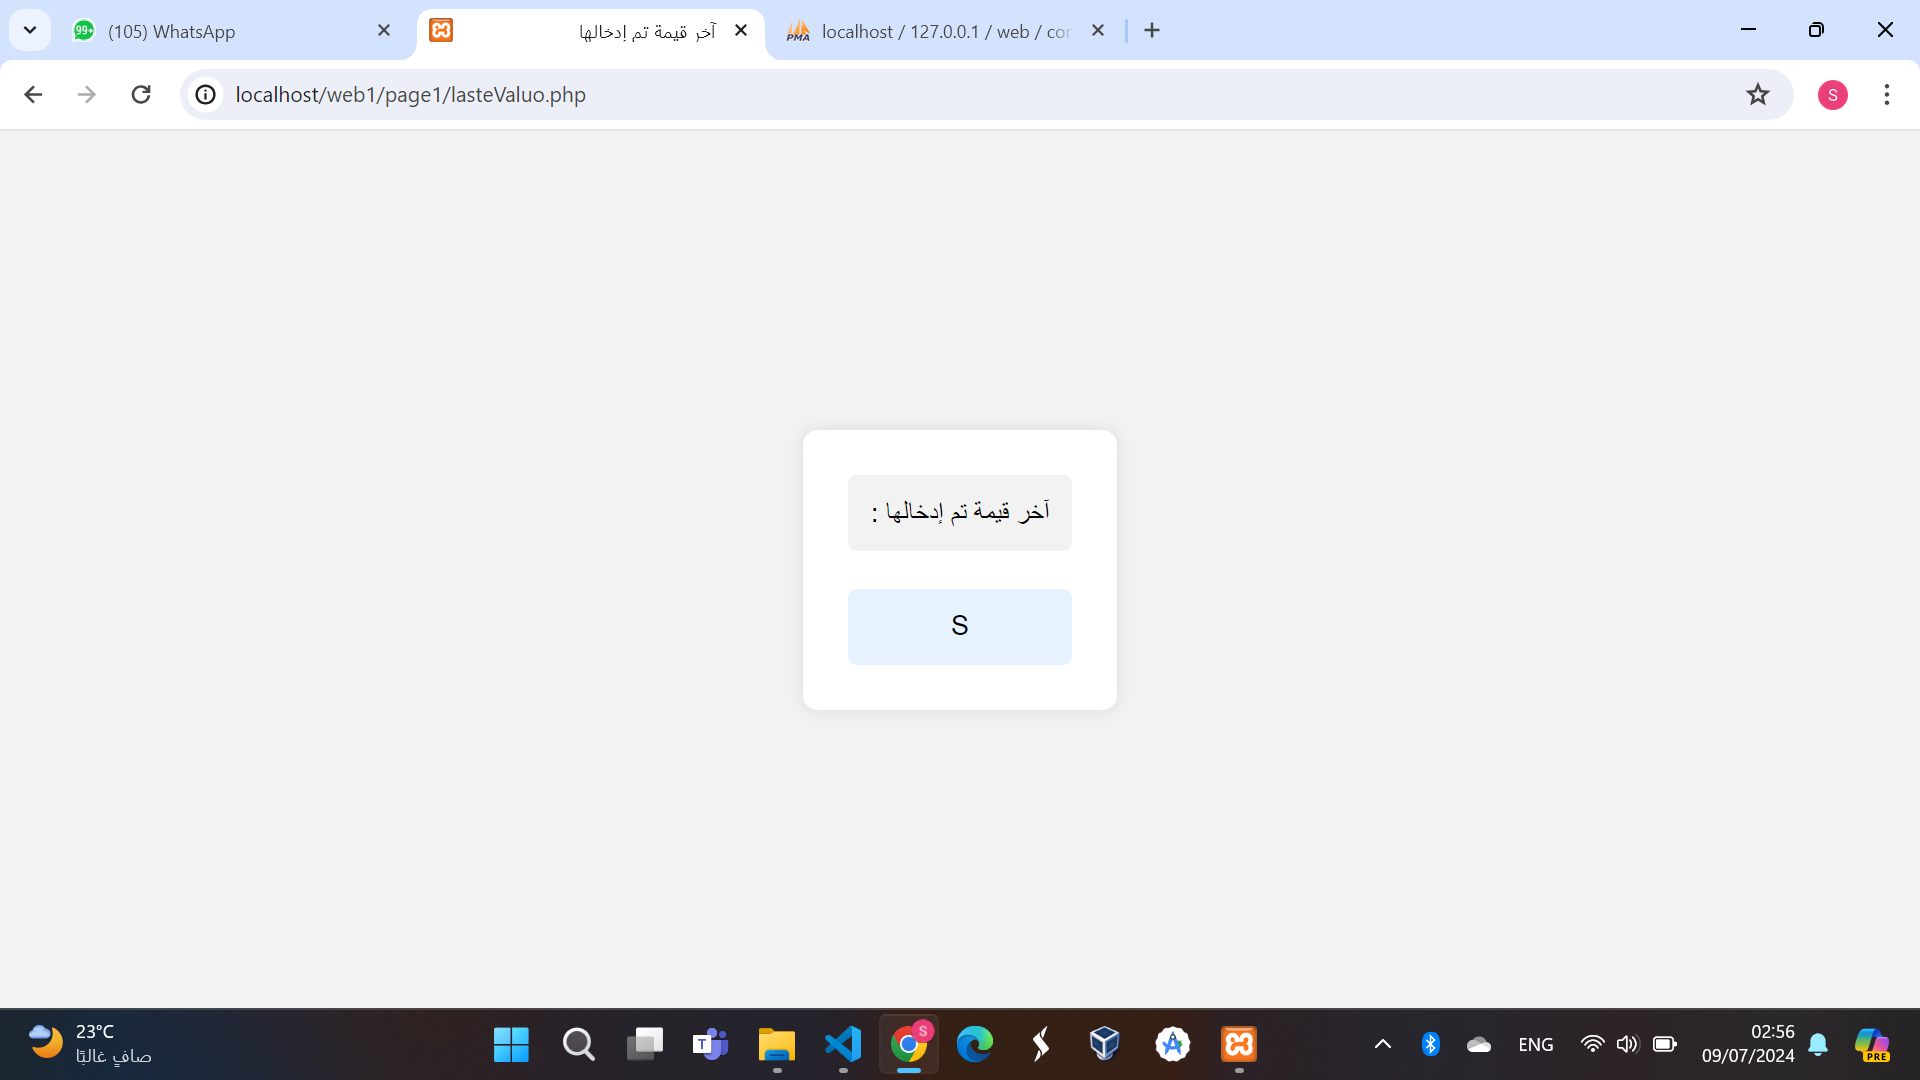 (105) WhatsApp
آخر قيمة تم إدخالها
localhost / 127.0.0.1 / web / cor
localhost/web1/page1/lasteValuo.php
S
آخر قيمة تم إدخالها :
S
23°C
صافٍ غالبًا
ENG
02:56
09/07/2024
PRE